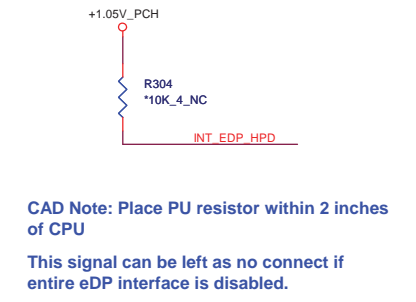 +1.05V_PCH
R304
*10K_4_NC
INT_EDP_HPD
CAD Note: Place PU resistor within 2 inches
of CPU
This signal can be left as no connect if
entire eDP interface is disabled.